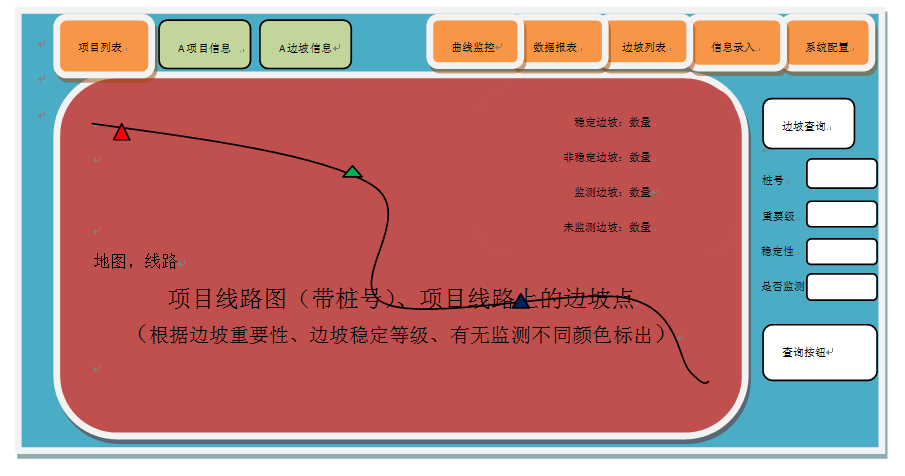 项目列表
A项目信息
A边坡信息
曲线监控
数据报表
边坡列表
信息录入
系统配置
稳定边坡：数量
非稳定边坡：数量
监测边坡：数量
未监测边坡：数量
地图，线路
项目线路图（带桩号）、项目线路上的边坡点
（根据边坡重要性、边坡稳定等级、有无监测不同颜色标出）
边坡查询
桩号
重要级
稳定性
是否监测
查询按钮